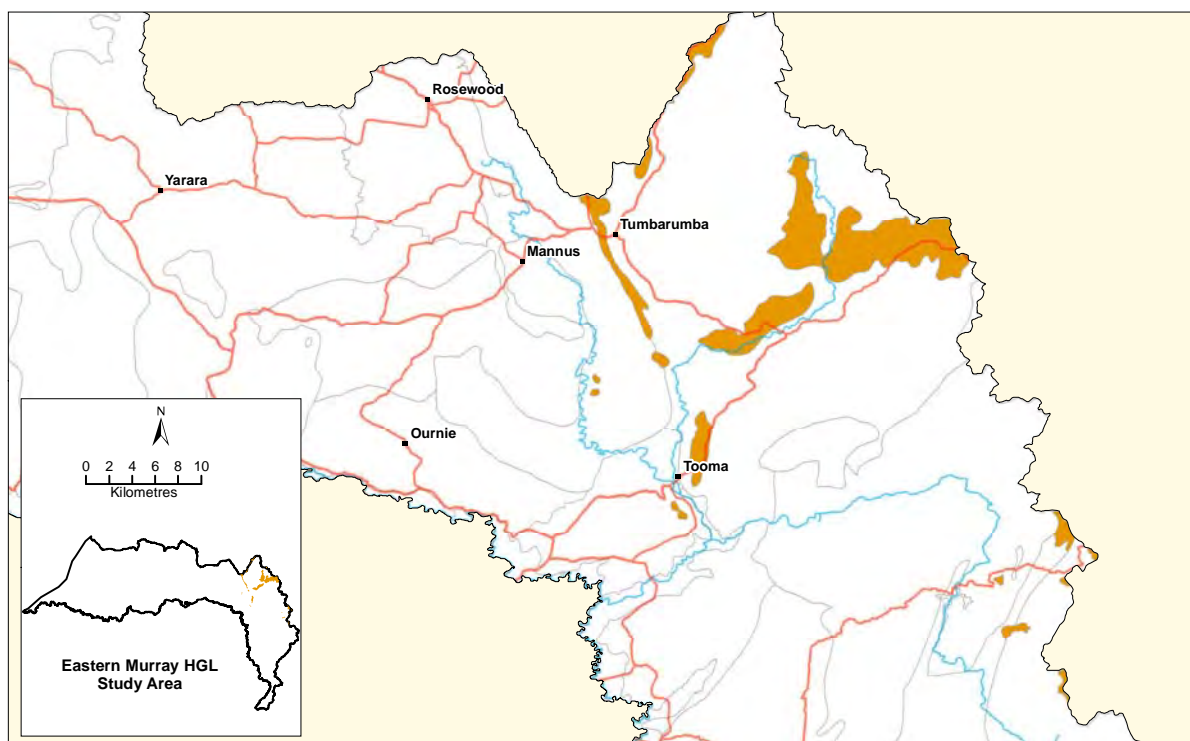 Rosewood
Yarara
Tumbarumba
Mannus
Ournie
Tooma
N
0 2 4 6 8 10
Kilometres
Eastern Murray HGL
Study Area